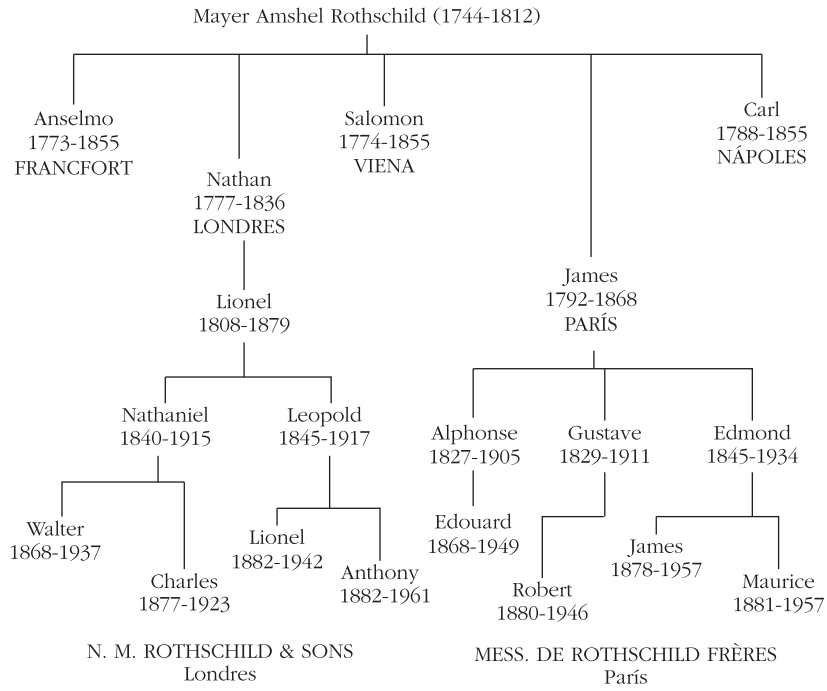 Mayer Amshel Rothschild (1744-1812)
Anselmo
1773-1855
FRANCFORT
Nathan
1777-1836
LONDRES
Salomon
1774-1855
VIENA
James
1792-1868
PARÍS
Carl
1788-1855
NÁPOLES
Lionel
1808-1879
Nathaniel
1840-1915
Leopold
1845-1917
Alphonse
1827-1905
Gustave
1829-1911
Edmond
1845-1934
Walter
1868-1937
Charles
1877-1923
Lionel
1882-1942
Anthony
1882-1961
Edouard
1868-1949
Robert
1880-1946
James
1878-1957
Maurice
1881-1957
N. M. ROTHSCHILD & SONS
Londres
MESS. DE ROTHSCHILD FRÈRES
París